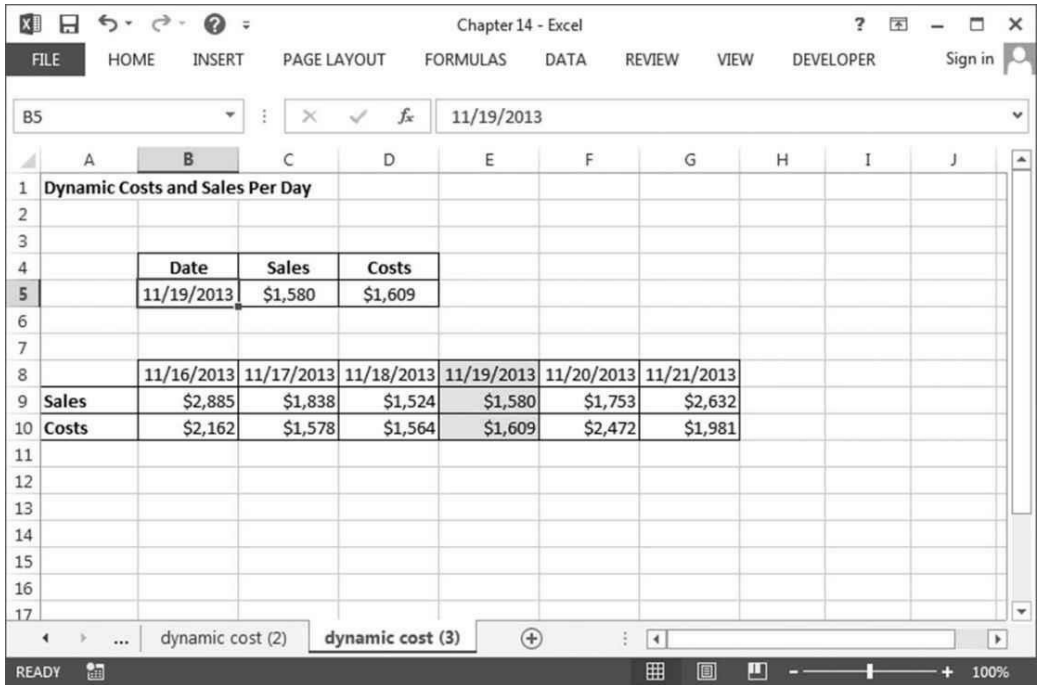 Chapter 14 - Excel
FILE HOME INSERT PAGE LAYOUT FORMULAS DATA REVIEW VIEW DEVELOPER Sign in
B5 fx 11/19/2013
A B C D E F G H I J
1 Dynamic Costs and Sales Per Day
2
3
4 Date Sales Costs
5 11/19/2013 $1,580 $1,609
6
7
8 11/16/2013 11/17/2013 11/18/2013 11/19/2013 11/20/2013 11/21/2013
9 Sales $2,885 $1,838 $1,524 $1,580 $1,753 $2,632
10 Costs $2,162 $1,578 $1,564 $1,609 $2,472 $1,981
11
12
13
14
15
16
17
... dynamic cost (2) dynamic cost (3)
READY 100%